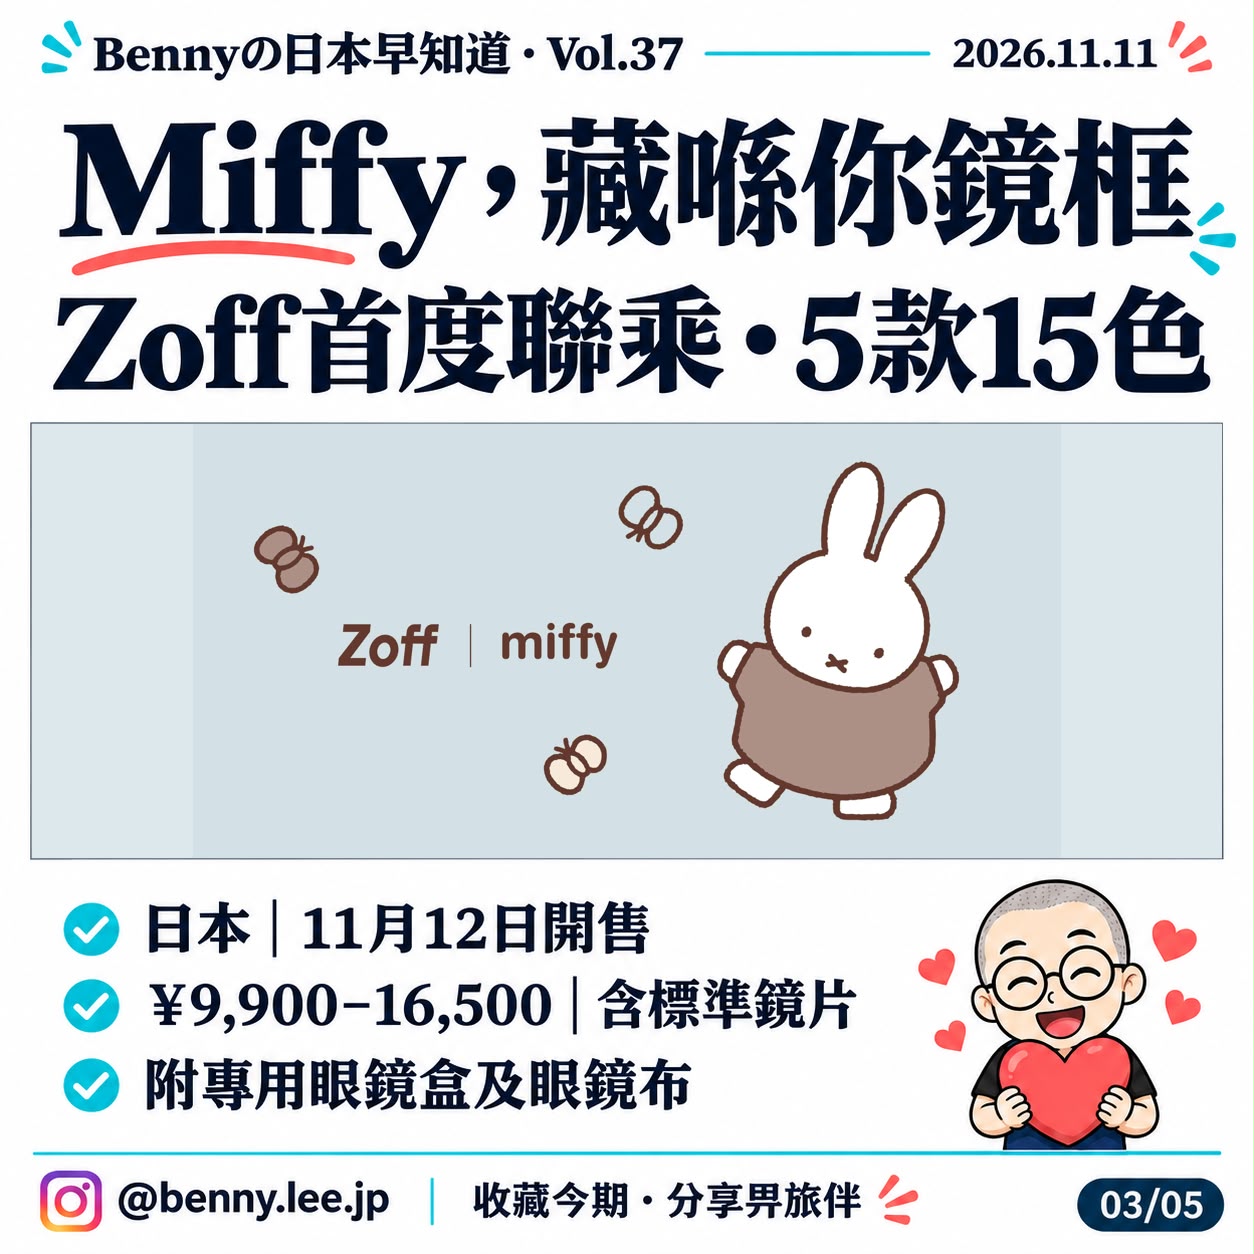 Bennyの日本早知道・Vol.37
2026.11.11
Miffy，藏喺你鏡框
Zoff首度聯乘・5款15色
Zoff | miffy
日本｜11月12日開售
¥9,900–16,500｜含標準鏡片
附專用眼鏡盒及眼鏡布
@benny.lee.jp
收藏今期・分享畀旅伴
03/05